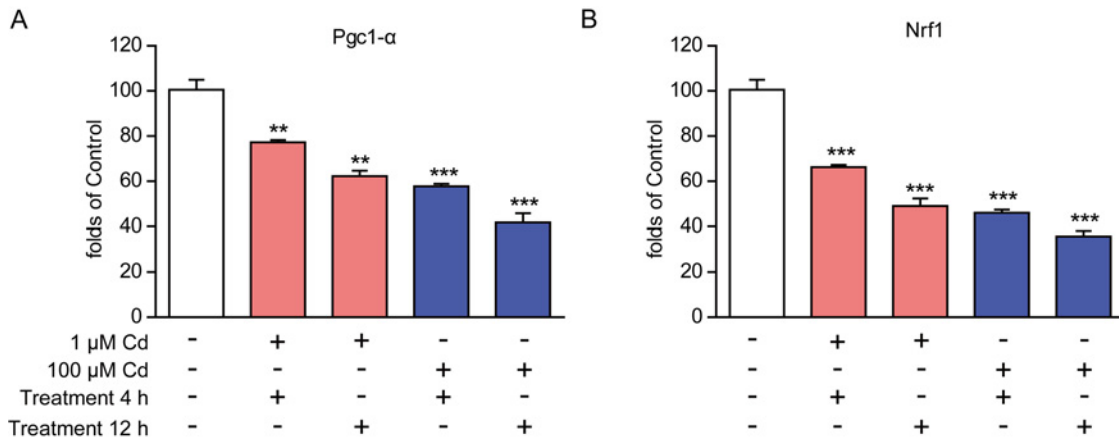 A
B
Pgc1-α
Nrf1
folds of Control
120
100
80
60
40
20
0
**
**
***
***
folds of Control
120
100
80
60
40
20
0
***
***
***
***
1 μM Cd - + + - - - + + - -
100 μM Cd - - - + + - - - + +
Treatment 4 h - + - + - - + - + -
Treatment 12 h - - + - + - - + - +